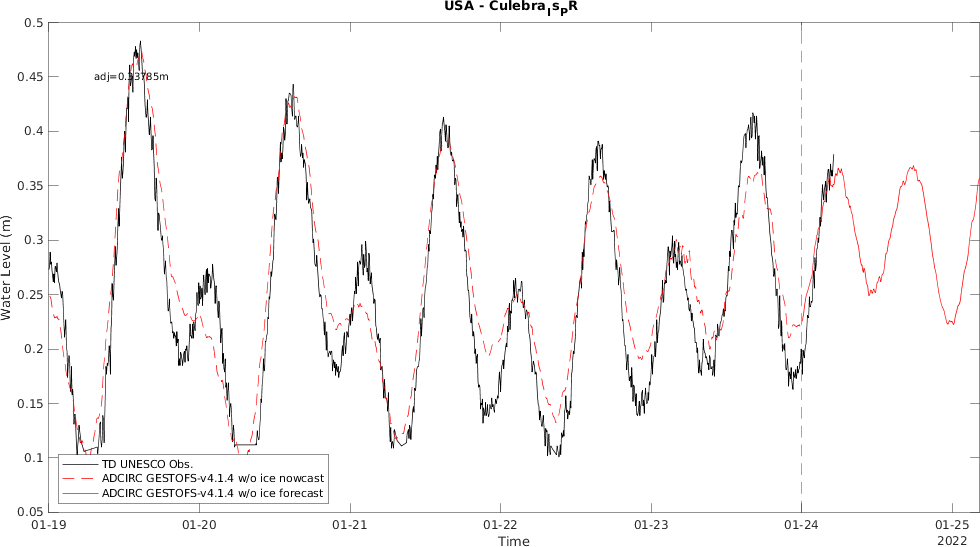 USA - CulebraIsPR
0.5
0.45
0.4
0.35
0.3
0.25
0.2
0.15
0.1
0.05
Water Level (m)
adj=0.33785m
TD UNESCO Obs.
ADCIRC GESTOFS-v4.1.4 w/o ice nowcast
ADCIRC GESTOFS-v4.1.4 w/o ice forecast
01-19 01-20 01-21 01-22 01-23 01-24 01-25
Time
2022